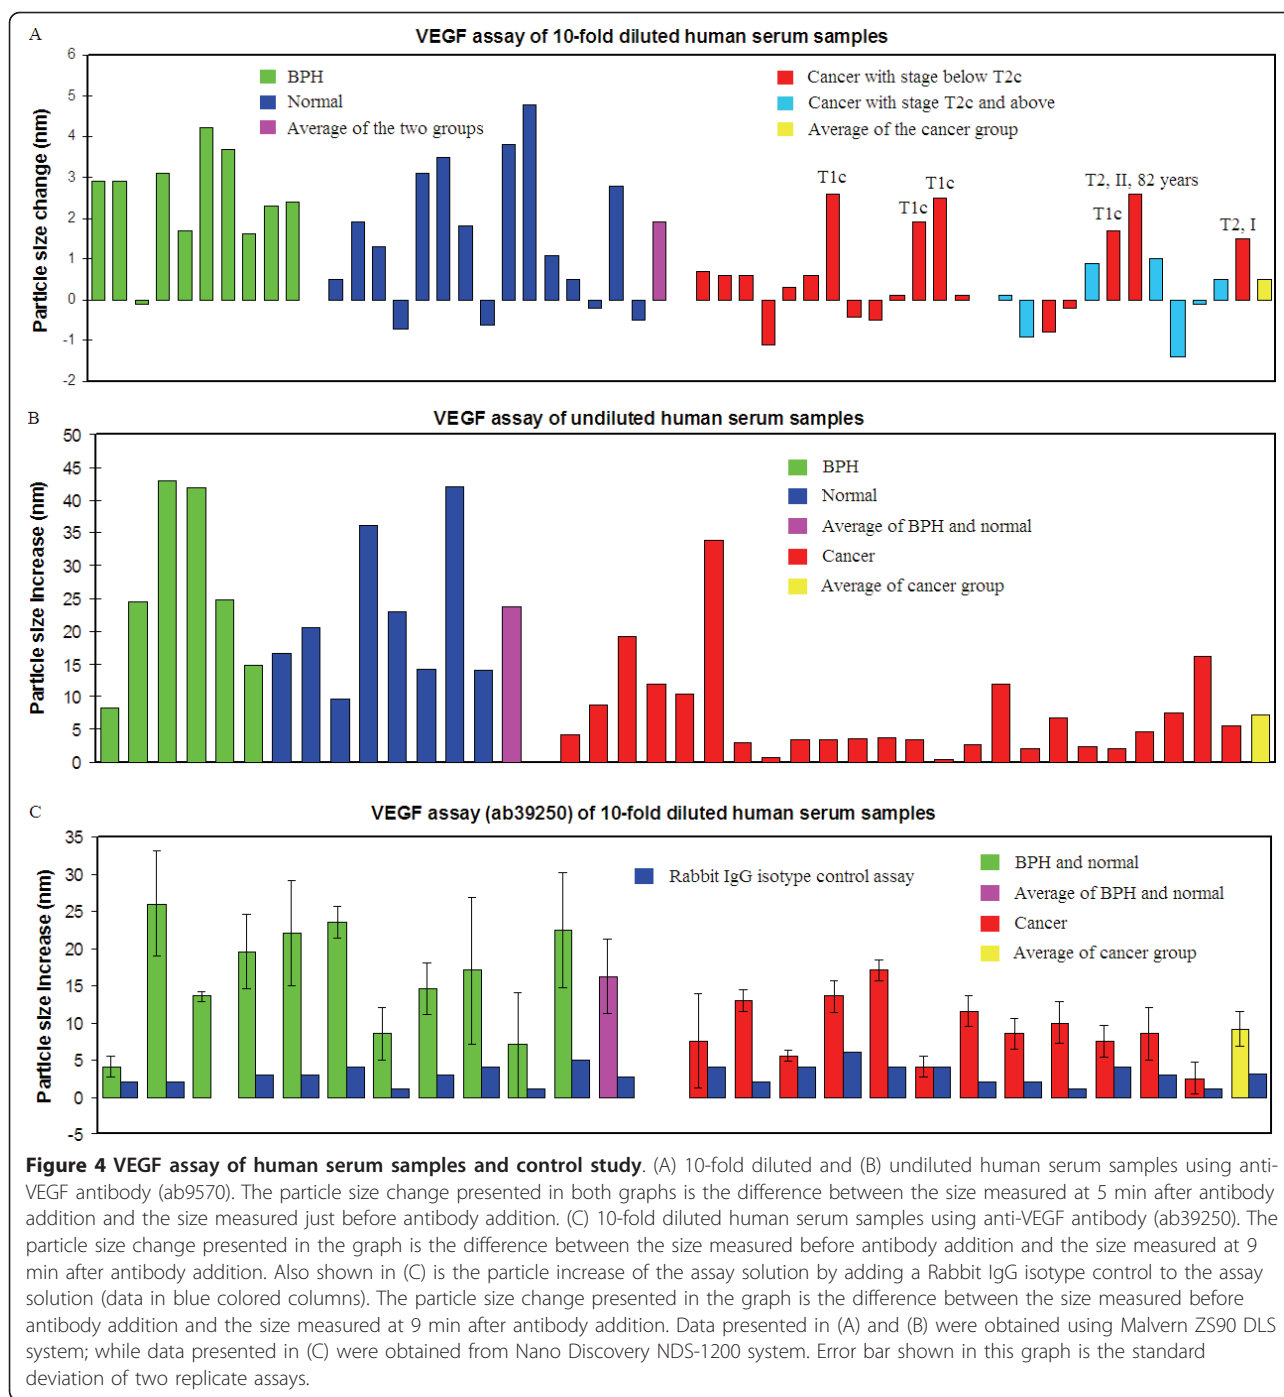 A
VEGF assay of 10-fold diluted human serum samples
Particle size change (nm)
6
5
4
3
2
1
0
-1
-2
BPH
Normal
Average of the two groups
Cancer with stage below T2c
Cancer with stage T2c and above
Average of the cancer group
T1c
T1c
T1c
T2, II, 82 years
T1c
T2, I
B
VEGF assay of undiluted human serum samples
Particle size Increase (nm)
50
45
40
35
30
25
20
15
10
5
0
BPH
Normal
Average of BPH and normal
Cancer
Average of cancer group
C
VEGF assay (ab39250) of 10-fold diluted human serum samples
Particle size Increase (nm)
35
30
25
20
15
10
5
0
-5
Rabbit IgG isotype control assay
BPH and normal
Average of BPH and normal
Cancer
Average of cancer group
Figure 4 VEGF assay of human serum samples and control study. (A) 10-fold diluted and (B) undiluted human serum samples using anti-
VEGF antibody (ab9570). The particle size change presented in both graphs is the difference between the size measured at 5 min after antibody
addition and the size measured just before antibody addition. (C) 10-fold diluted human serum samples using anti-VEGF antibody (ab39250). The
particle size change presented in the graph is the difference between the size measured before antibody addition and the size measured at 9
min after antibody addition. Also shown in (C) is the particle increase of the assay solution by adding a Rabbit IgG isotype control to the assay
solution (data in blue colored columns). The particle size change presented in the graph is the difference between the size measured before
antibody addition and the size measured at 9 min after antibody addition. Data presented in (A) and (B) were obtained using Malvern ZS90 DLS
system; while data presented in (C) were obtained from Nano Discovery NDS-1200 system. Error bar shown in this graph is the standard
deviation of two replicate assays.